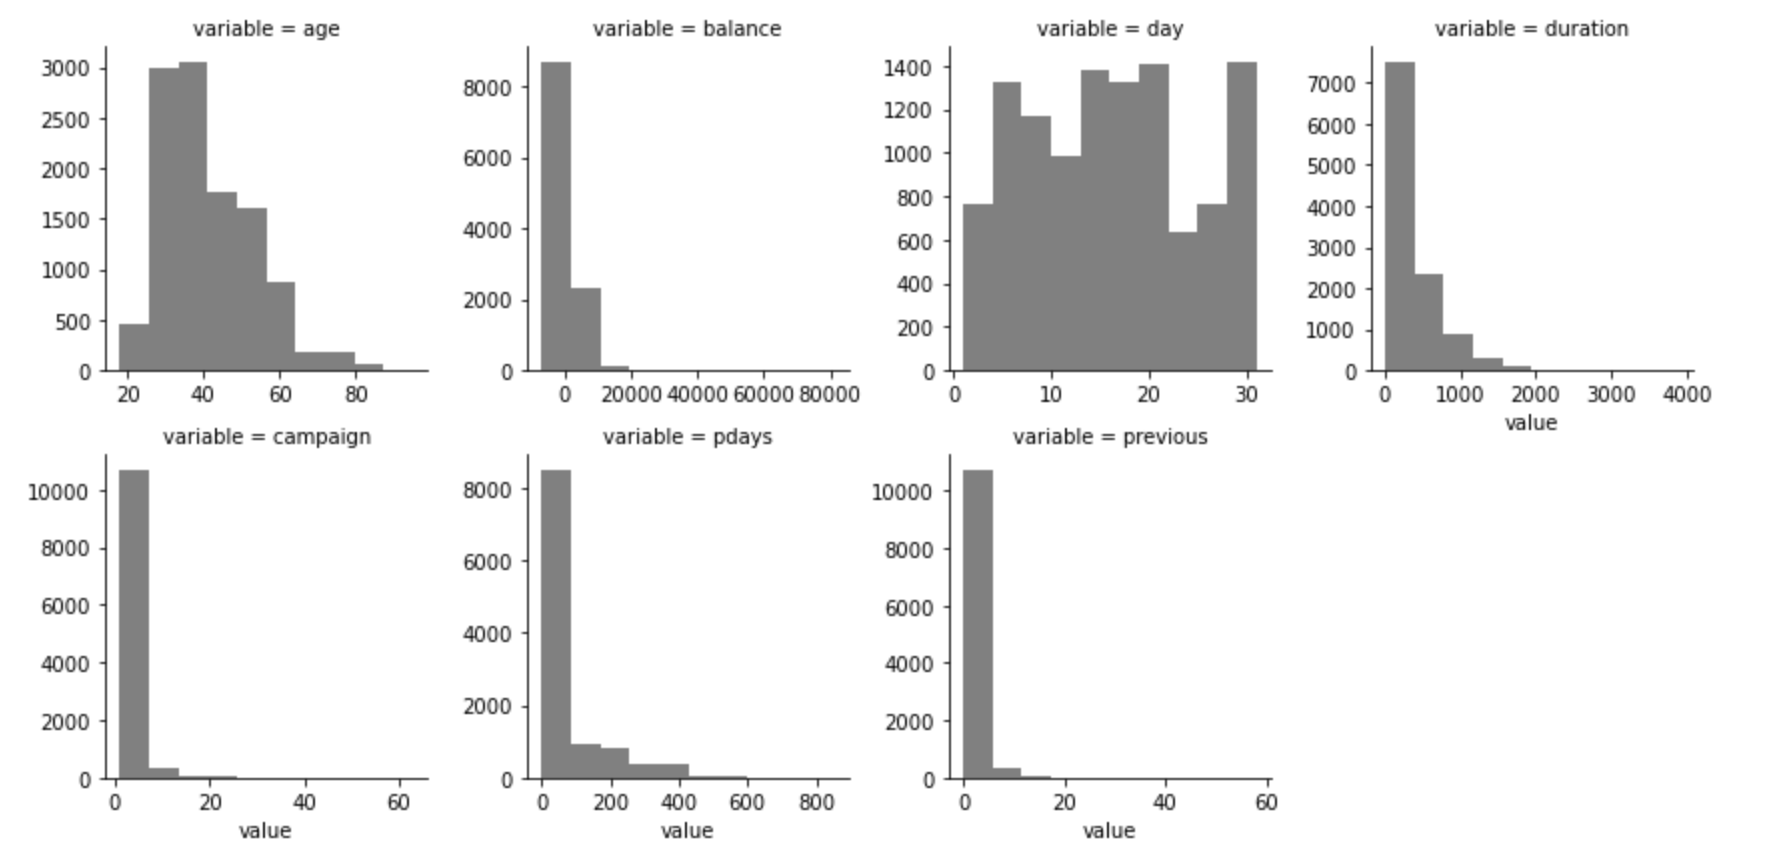 variable = age
3000
2500
2000
1500
1000
500
0
20 40 60 80
variable = balance
8000
6000
4000
2000
0
0 20000 40000 60000 80000
variable = day
1400
1200
1000
800
600
400
200
0
0 10 20 30
variable = duration
7000
6000
5000
4000
3000
2000
1000
0
0 1000 2000 3000 4000
value
variable = campaign
10000
8000
6000
4000
2000
0
0 20 40 60
value
variable = pdays
8000
6000
4000
2000
0
0 200 400 600 800
value
variable = previous
10000
8000
6000
4000
2000
0
0 20 40 60
value